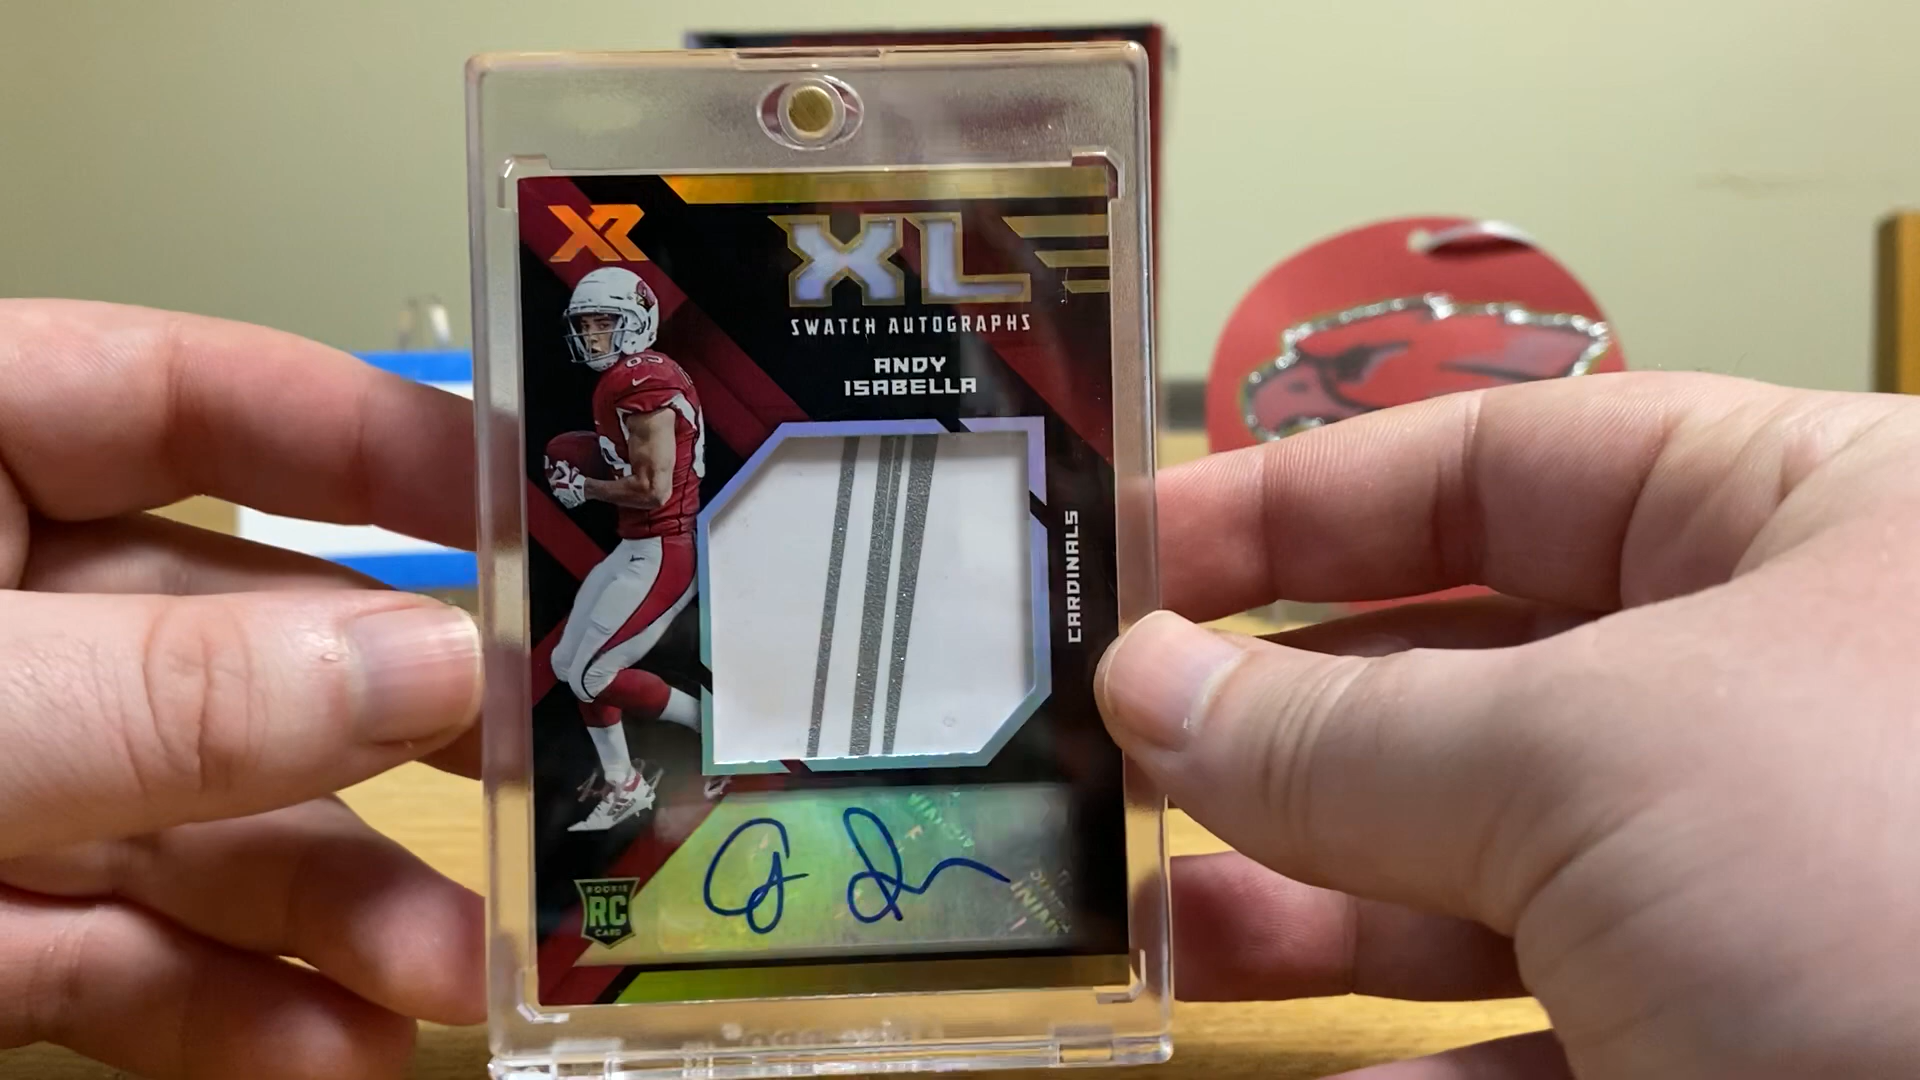 XR
XL
SWATCH AUTOGRAPHS
ANDY
ISABELLA
CARDINALS
ROOKIE
RC
CARD